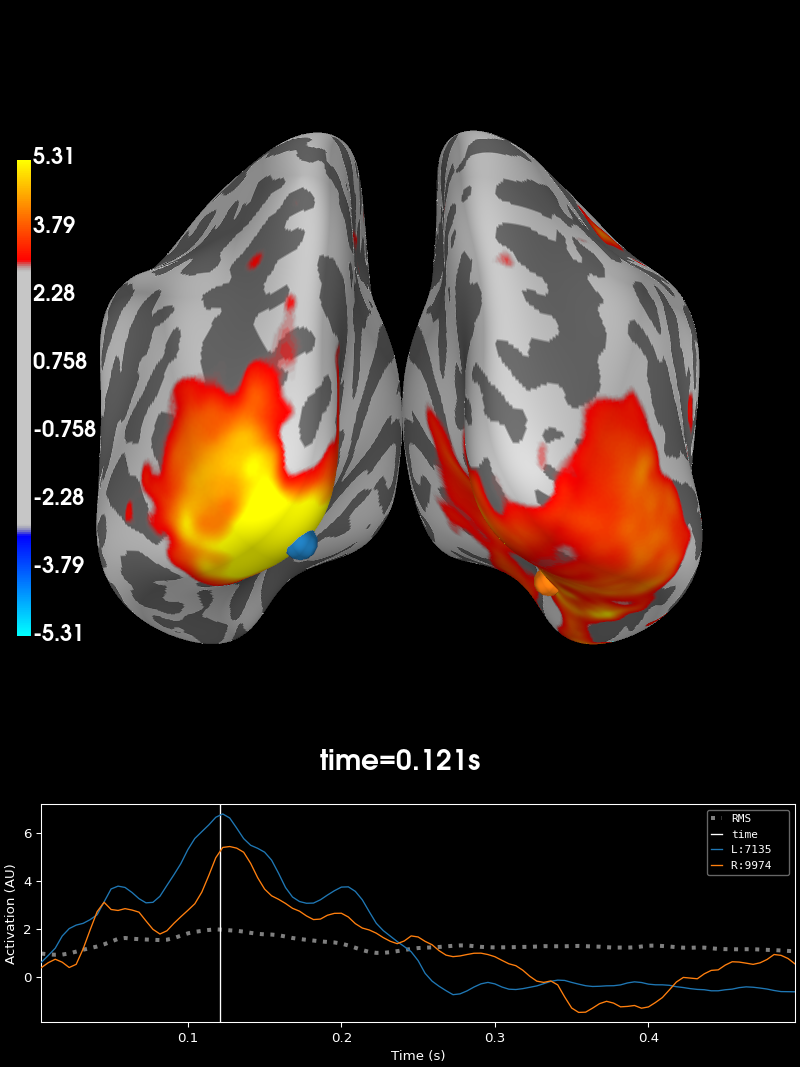 5.31
3.79
2.28
0.758
-0.758
-2.28
-3.79
-5.31
time=0.121s
RMS
time
L:7135
R:9974
Activation (AU)
6
4
2
0
0.1 0.2 0.3 0.4
Time (s)